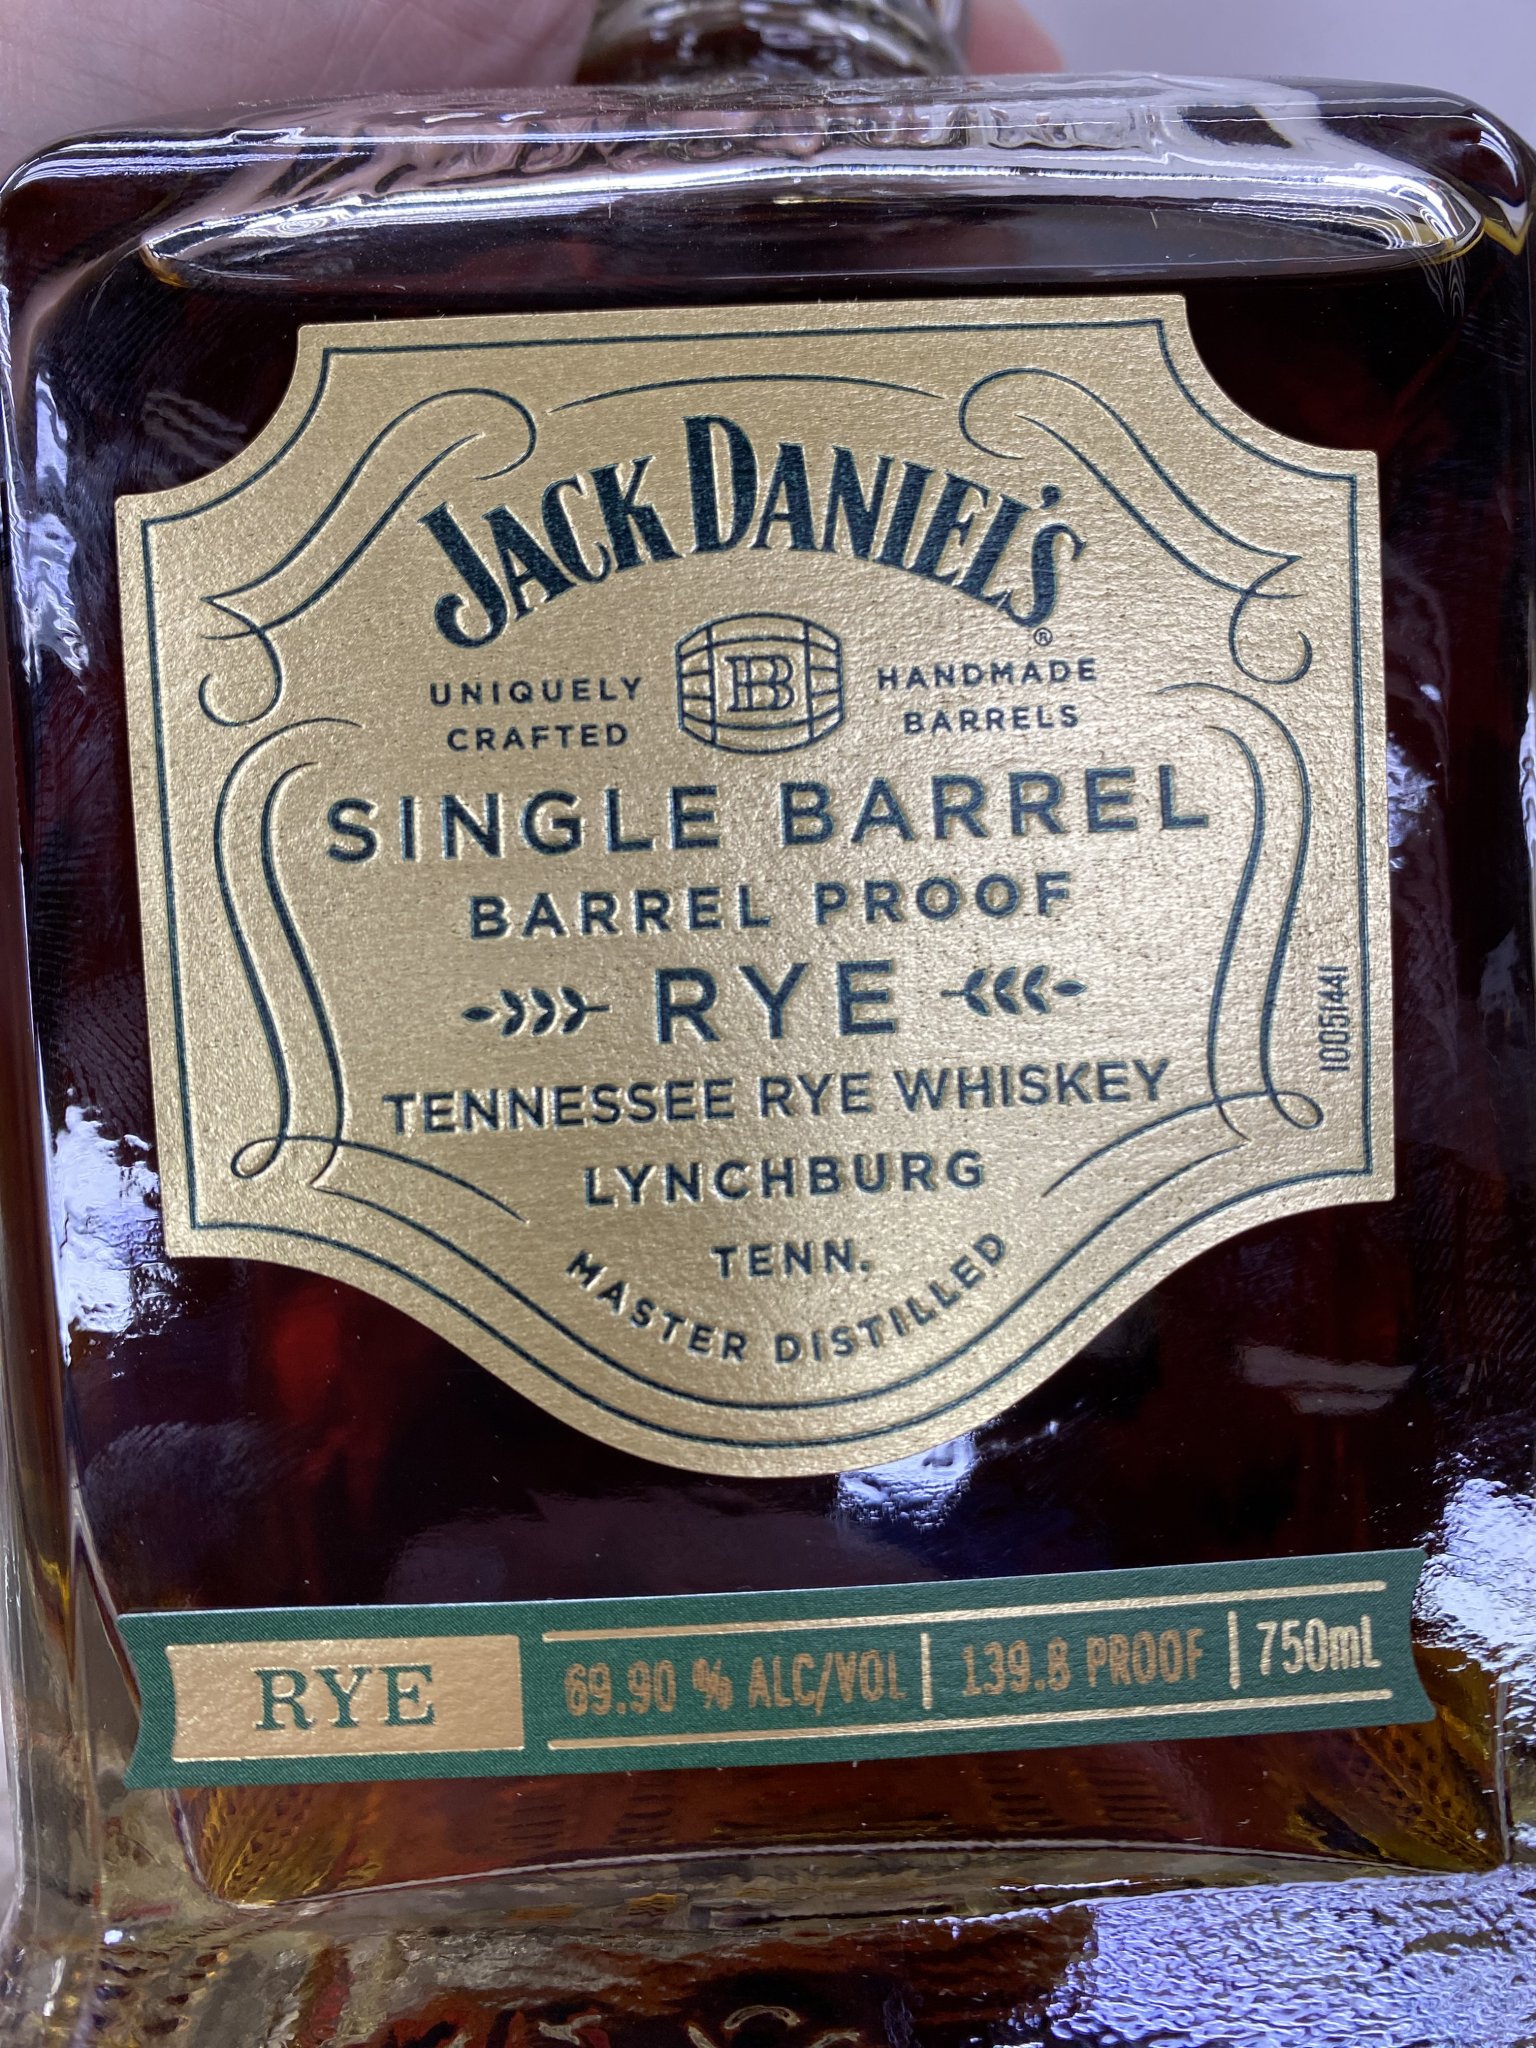 JACK DANIEL'S®
UNIQUELY
CRAFTED
B
HANDMADE
BARRELS
SINGLE BARREL
BARREL PROOF
RYE
TENNESSEE RYE WHISKEY
LYNCHBURG
TENN.
MASTER DISTILLED
10051441
RYE
69.90 % ALC/VOL | 139.8 PROOF | 750mL